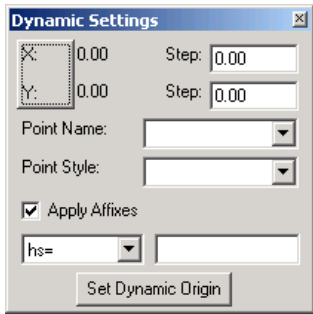 Dynamic Settings
X: 0.00 Step: 0.00
Y: 0.00 Step: 0.00
Point Name:
Point Style:
Apply Affixes
hs=
Set Dynamic Origin